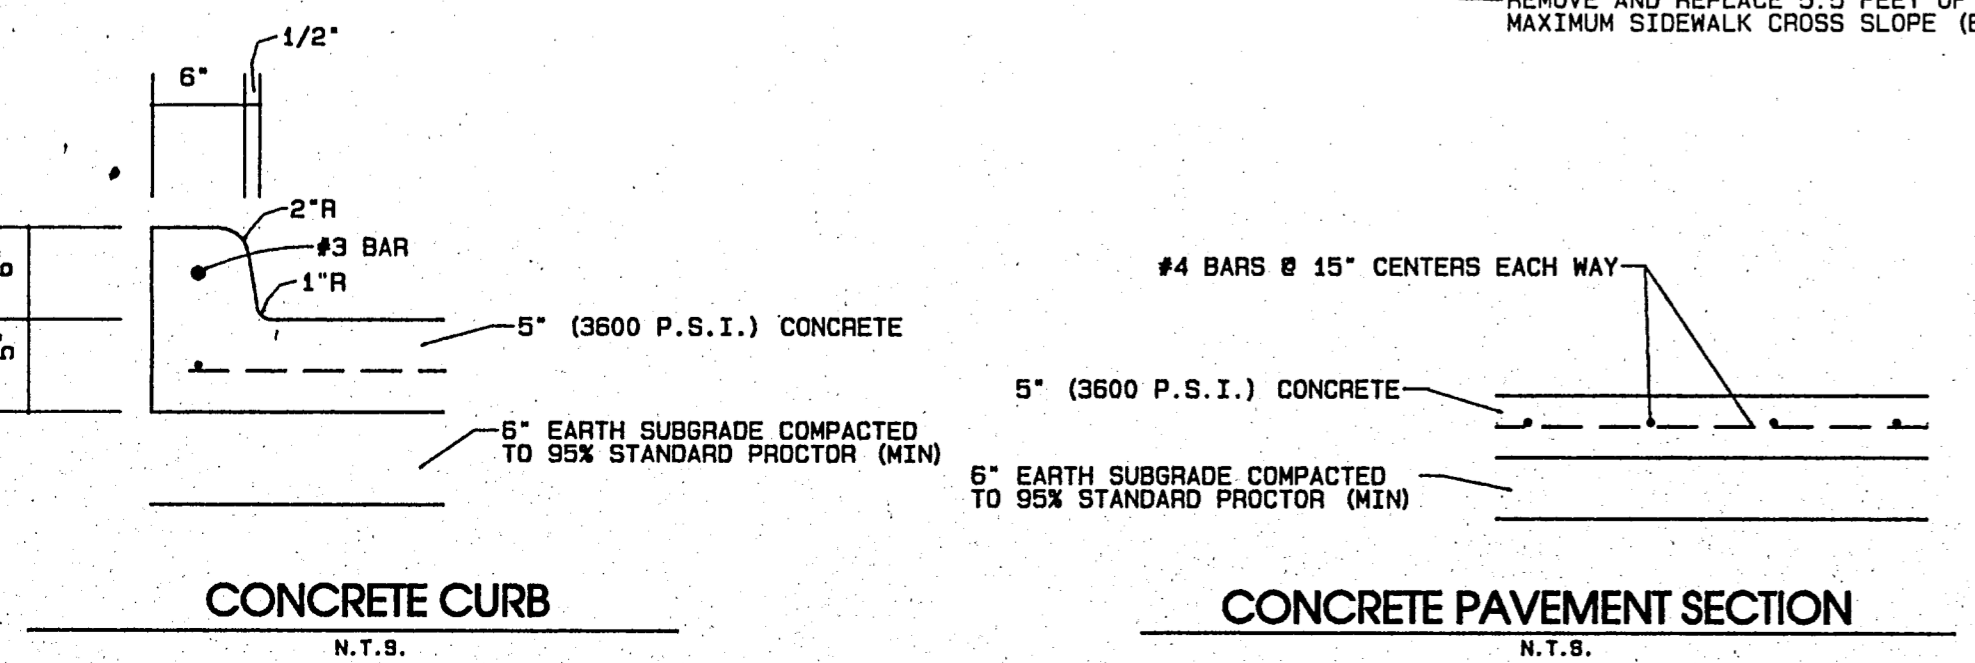 MAXIMUM SIDEWALK CROSS SLOPE
1/2"
6"
2"R
#3 BAR
1"R
5" (3600 P.S.I.) CONCRETE
6" EARTH SUBGRADE COMPACTED
TO 95% STANDARD PROCTOR (MIN)
CONCRETE CURB
N.T.S.
#4 BARS @ 15" CENTERS EACH WAY
5" (3600 P.S.I.) CONCRETE
6" EARTH SUBGRADE COMPACTED
TO 95% STANDARD PROCTOR (MIN)
CONCRETE PAVEMENT SECTION
N.T.S.